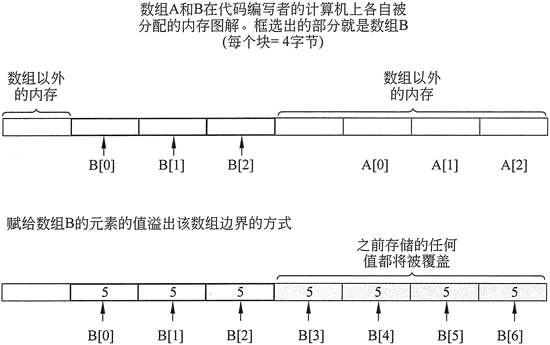 数组A和B在代码编写者的计算机上各自被
分配的内存图解。框选出的部分就是数组B
(每个块= 4字节)
数组以外
的内存
数组以外
的内存
B[0] B[1] B[2] A[0] A[1] A[2]
赋给数组B的元素的值溢出该数组边界的方式
之前存储的任何
值都将被覆盖
5 5 5 5 5 5 5
B[0] B[1] B[2] B[3] B[4] B[5] B[6]